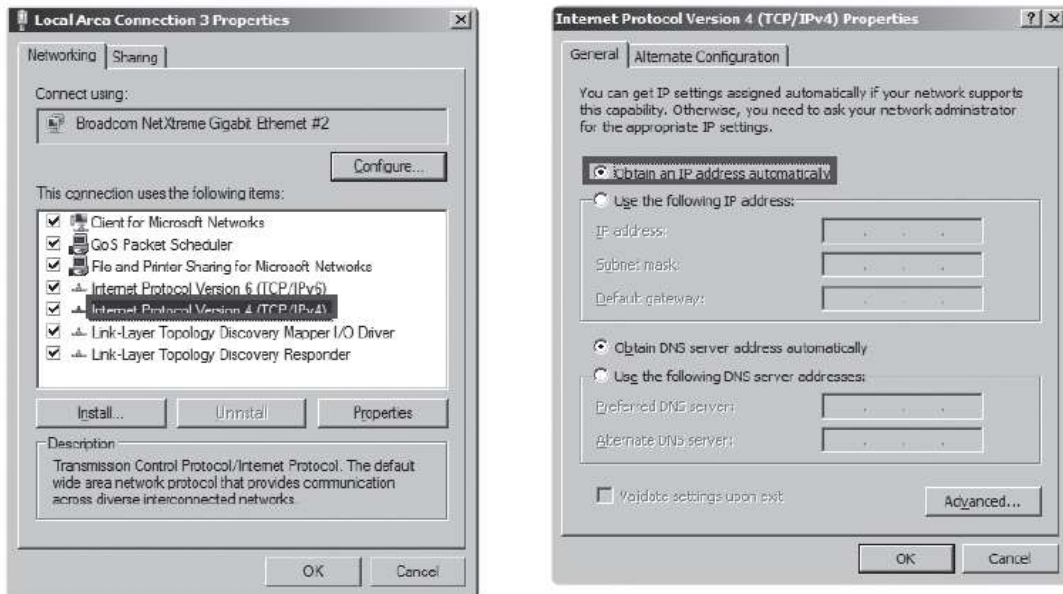 Local Area Connection 3 Properties
Networking
Sharing
Connect using:
Broadcom NetXtreme Gigabit Ethernet #2
Configure...
This connection uses the following items:
Client for Microsoft Networks
QoS Packet Scheduler
File and Printer Sharing for Microsoft Networks
Internet Protocol Version 6 (TCP/IPv6)
Internet Protocol Version 4 (TCP/IPv4)
Link-Layer Topology Discovery Mapper I/O Driver
Link-Layer Topology Discovery Responder
Install...
Uninstall
Properties
Description
Transmission Control Protocol/Internet Protocol. The default
wide area network protocol that provides communication
across diverse interconnected networks.
OK
Cancel
Internet Protocol Version 4 (TCP/IPv4) Properties
General
Alternate Configuration
You can get IP settings assigned automatically if your network supports
this capability. Otherwise, you need to ask your network administrator
for the appropriate IP settings.
Obtain an IP address automatically
Use the following IP address:
IP address:
Subnet mask:
Default gateway:
Obtain DNS server address automatically
Use the following DNS server addresses:
Preferred DNS server:
Alternate DNS server:
Validate settings upon exit
Advanced...
OK
Cancel